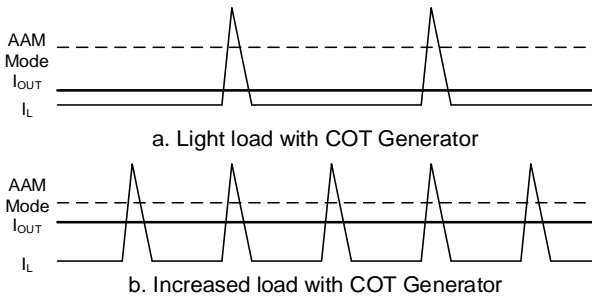 AAM
Mode
IOUT
IL
a. Light load with COT Generator
AAM
Mode
IOUT
IL
b. Increased load with COT Generator